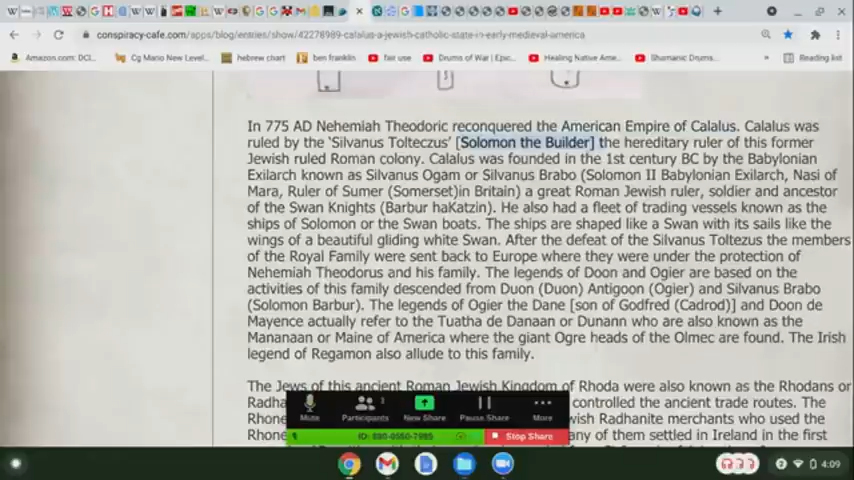 conspiracy-cafe.com/apps/blog/entries/show/42278989-calalus-a-jewish-catholic-state-in-early-medieval-america
Amazon.com: DC!... Cg Mario New Level... hebrew chart ben franklin fair use Drums of War | Epic... Healing Native Ame... Shamanic Drums... Reading list
In 775 AD Nehemiah Theodoric reconquered the American Empire of Calalus. Calalus was
ruled by the 'Silvanus Tolteczus' [Solomon the Builder] the hereditary ruler of this former
Jewish ruled Roman colony. Calalus was founded in the 1st century BC by the Babylonian
Exilarch known as Silvanus Ogam or Silvanus Brabo (Solomon II Babylonian Exilarch, Nasi of
Mara, Ruler of Sumer (Somerset)in Britain) a great Roman Jewish ruler, soldier and ancestor
of the Swan Knights (Barbur haKatzin). He also had a fleet of trading vessels known as the
ships of Solomon or the Swan boats. The ships are shaped like a Swan with its sails like the
wings of a beautiful gliding white Swan. After the defeat of the Silvanus Toltezus the members
of the Royal Family were sent back to Europe where they were under the protection of
Nehemiah Theodorus and his family. The legends of Doon and Ogier are based on the
activities of this family descended from Duon (Duon) Antigoon (Ogier) and Silvanus Brabo
(Solomon Barbur). The legends of Ogier the Dane [son of Godfred (Cadrod)] and Doon de
Mayence actually refer to the Tuatha de Danaan or Dunann who are also known as the
Mananaan or Maine of America where the giant Ogre heads of the Olmec are found. The Irish
legend of Regamon also allude to this family.
The Jews of this ancient Roman Jewish Kingdom of Rhoda were also known as the Rhodans or
Radha controlled the ancient trade routes. The
Rhone wish Radhanite merchants who used the
Rhone any of them settled in Ireland in the first
Mute Participants 1 New Share Pause Share More
ID: 880-0550-7985 Stop Share
4:09